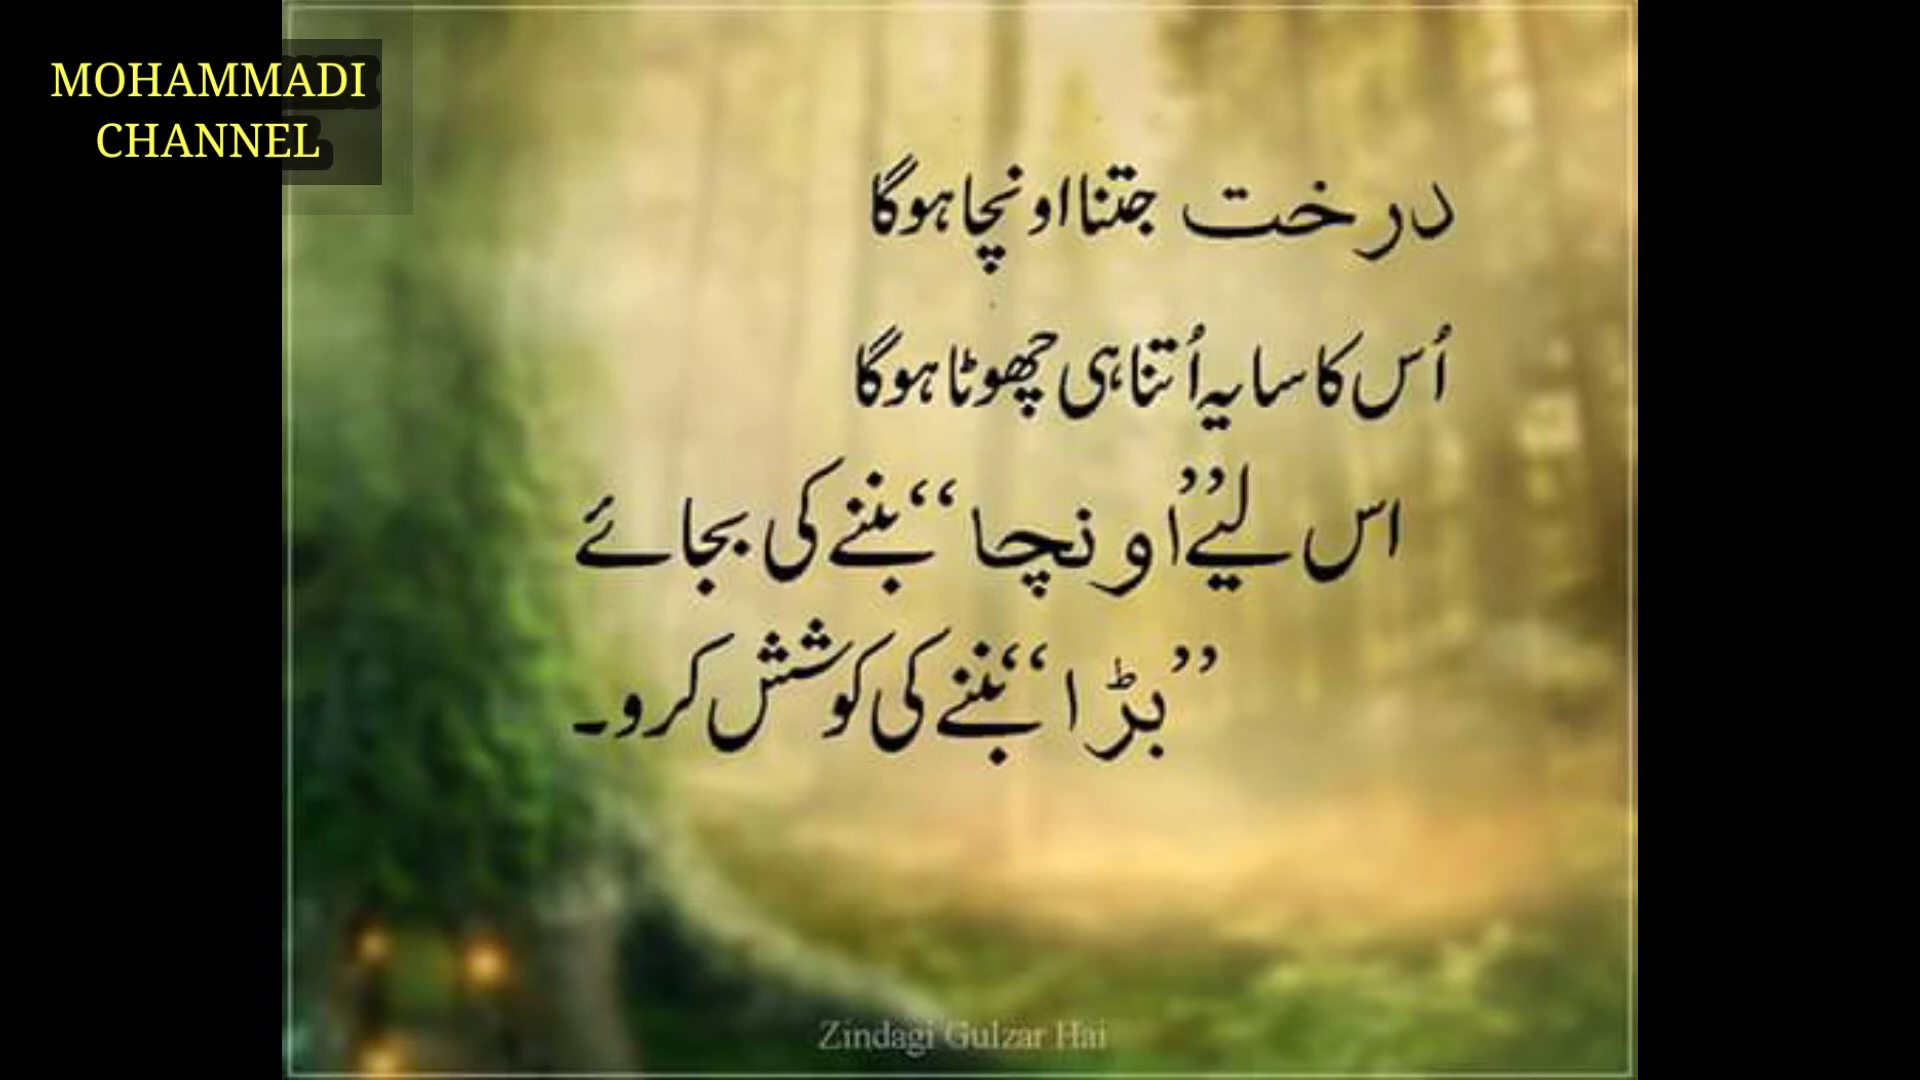 MOHAMMADI
CHANNEL
درخت جتنا اونچا ہوگا
اُس کا سایہ اُتنا ہی چھوٹا ہوگا
اس لیے ’’اونچا‘‘ بننے کی بجائے
’’بڑا‘‘ بننے کی کوشش کرو۔
Zindagi Gulzar Hai